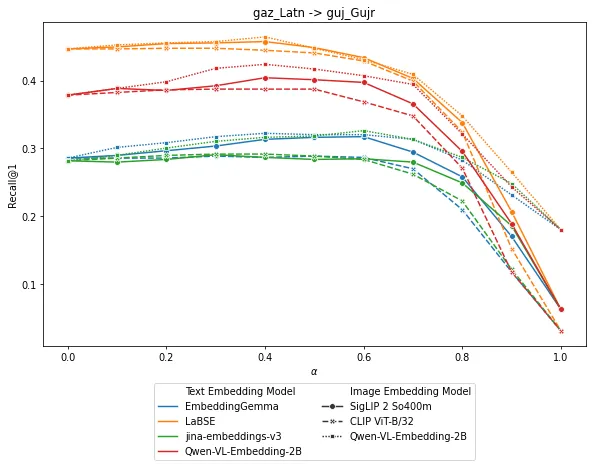 gaz_Latn -> guj_Gujr
Recall@1
0.4
0.3
0.2
0.1
0.0 0.2 0.4 0.6 0.8 1.0
α
Text Embedding Model Image Embedding Model
EmbeddingGemma SigLIP 2 So400m
LaBSE CLIP ViT-B/32
jina-embeddings-v3 Qwen-VL-Embedding-2B
Qwen-VL-Embedding-2B